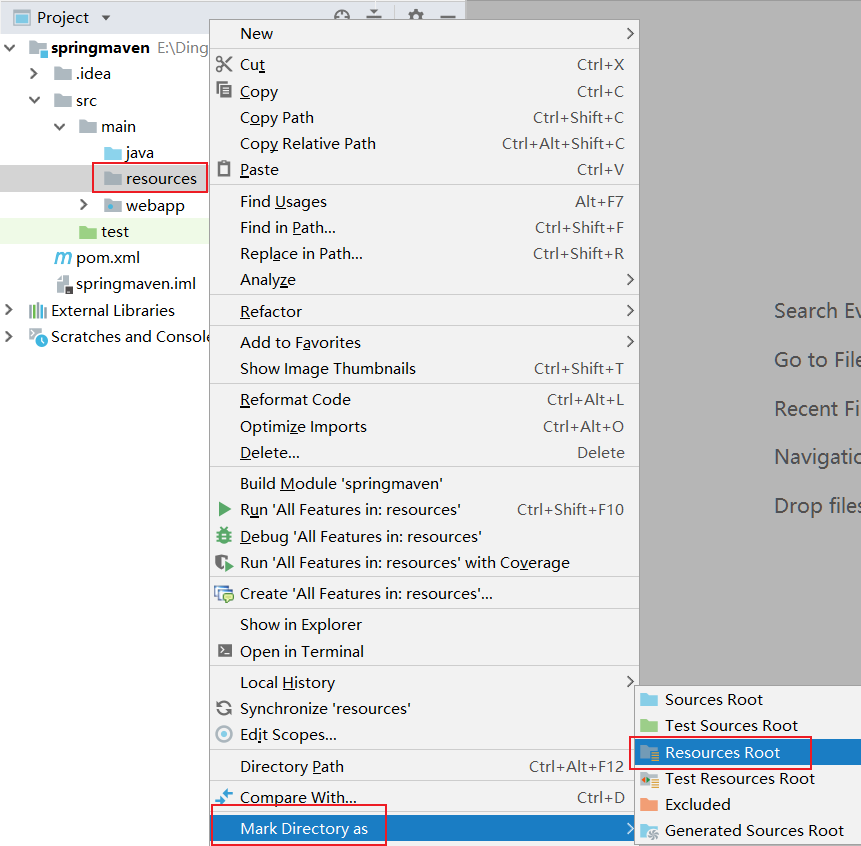 Project
springmaven E:\Ding
.idea
src
main
java
resources
webapp
test
pom.xml
springmaven.iml
External Libraries
Scratches and Console
New
Cut Ctrl+X
Copy Ctrl+C
Copy Path Ctrl+Shift+C
Copy Relative Path Ctrl+Alt+Shift+C
Paste Ctrl+V
Find Usages Alt+F7
Find in Path... Ctrl+Shift+F
Replace in Path... Ctrl+Shift+R
Analyze
Refactor
Add to Favorites
Show Image Thumbnails Ctrl+Shift+T
Reformat Code Ctrl+Alt+L
Optimize Imports Ctrl+Alt+O
Delete... Delete
Build Module 'springmaven'
Run 'All Features in: resources' Ctrl+Shift+F10
Debug 'All Features in: resources'
Run 'All Features in: resources' with Coverage
Create 'All Features in: resources'...
Show in Explorer
Open in Terminal
Local History
Synchronize 'resources'
Edit Scopes...
Directory Path Ctrl+Alt+F12
Compare With... Ctrl+D
Mark Directory as
Sources Root
Test Sources Root
Resources Root
Test Resources Root
Excluded
Generated Sources Root
Search Ev
Go to File
Recent Fi
Navigatio
Drop files